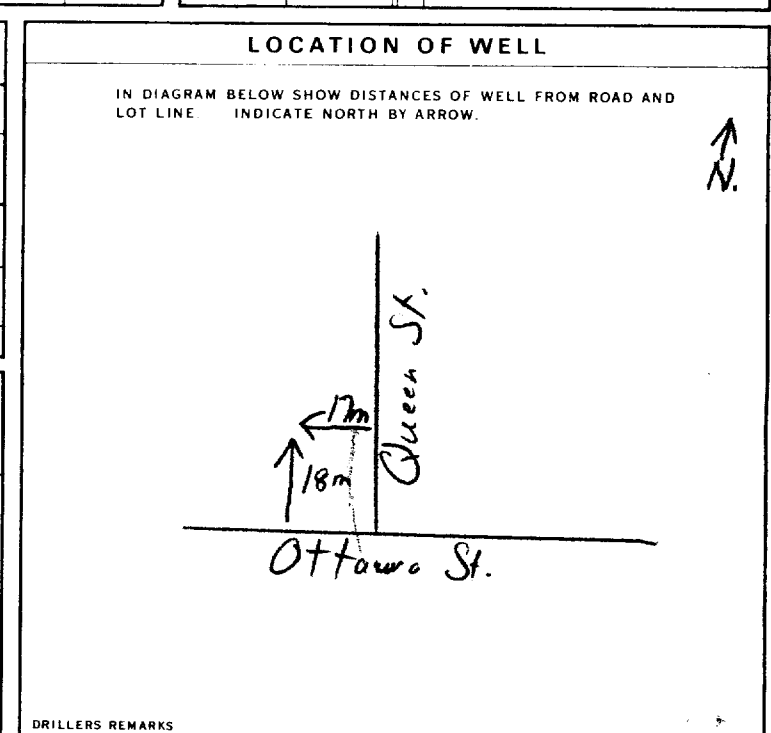 LOCATION OF WELL
IN DIAGRAM BELOW SHOW DISTANCES OF WELL FROM ROAD AND
LOT LINE. INDICATE NORTH BY ARROW.
N.
Queen St.
17m
18m
Ottawa St.
DRILLERS REMARKS